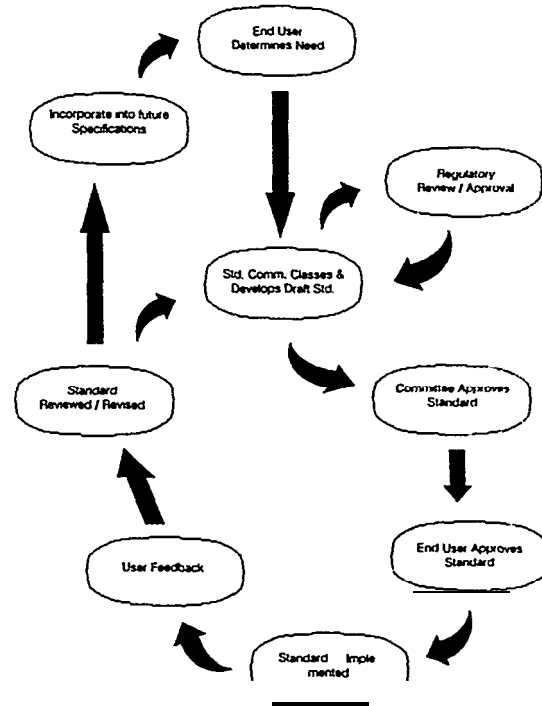 End User
Determines Need
Incorporate into future
Specifications
Regulatory
Review / Approval
Std. Comm. Classes &
Develops Draft Std.
Standard
Reviewed / Revised
Committee Approves
Standard
User Feedback
End User Approves
Standard
Standard Imple
mented